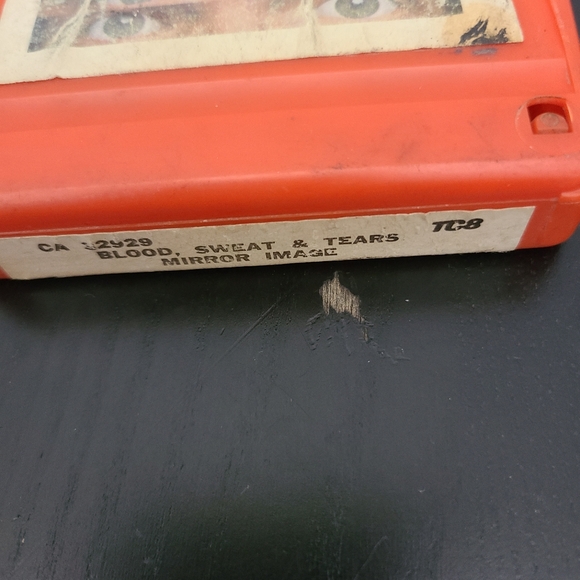 CA 32929 TC8
BLOOD, SWEAT & TEARS
MIRROR IMAGE